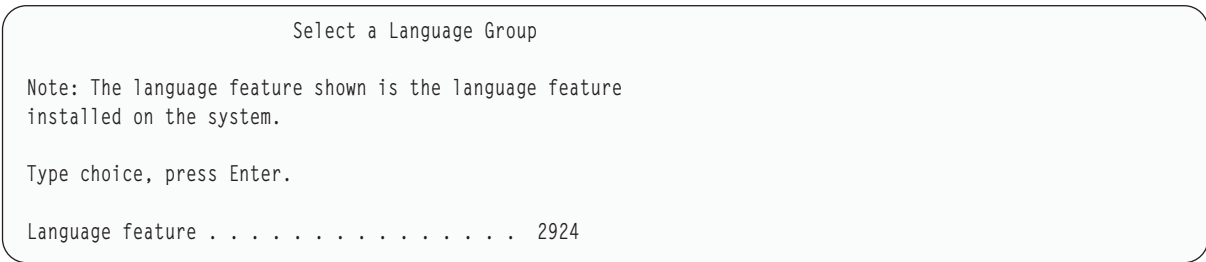 Select a Language Group
Note: The language feature shown is the language feature
installed on the system.
Type choice, press Enter.
Language feature . . . . . . . . . . . . . . . 2924